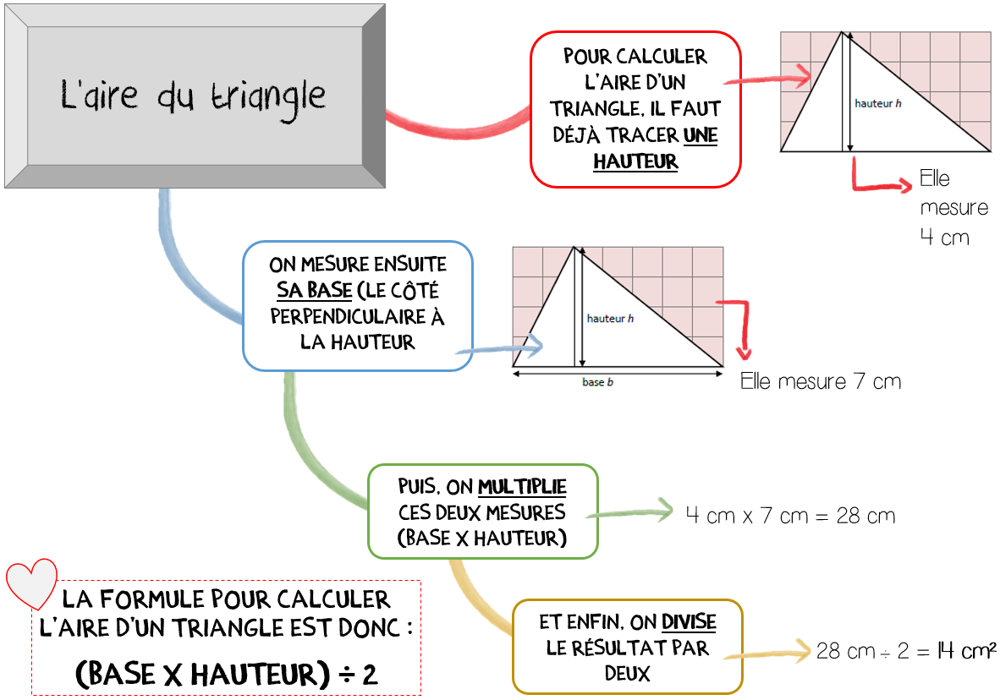 L'aire du triangle
POUR CALCULER
L'AIRE D'UN
TRIANGLE, IL FAUT
DÉJÀ TRACER UNE
HAUTEUR
hauteur h
Elle
mesure
4 cm
ON MESURE ENSUITE
SA BASE (LE CÔTÉ
PERPENDICULAIRE À
LA HAUTEUR
hauteur h
base b
Elle mesure 7 cm
PUIS, ON MULTIPLIE
CES DEUX MESURES
(BASE X HAUTEUR)
4 cm x 7 cm = 28 cm
LA FORMULE POUR CALCULER
L'AIRE D'UN TRIANGLE EST DONC :
(BASE X HAUTEUR) ÷ 2
ET ENFIN, ON DIVISE
LE RÉSULTAT PAR
DEUX
28 cm ÷ 2 = 14 cm²